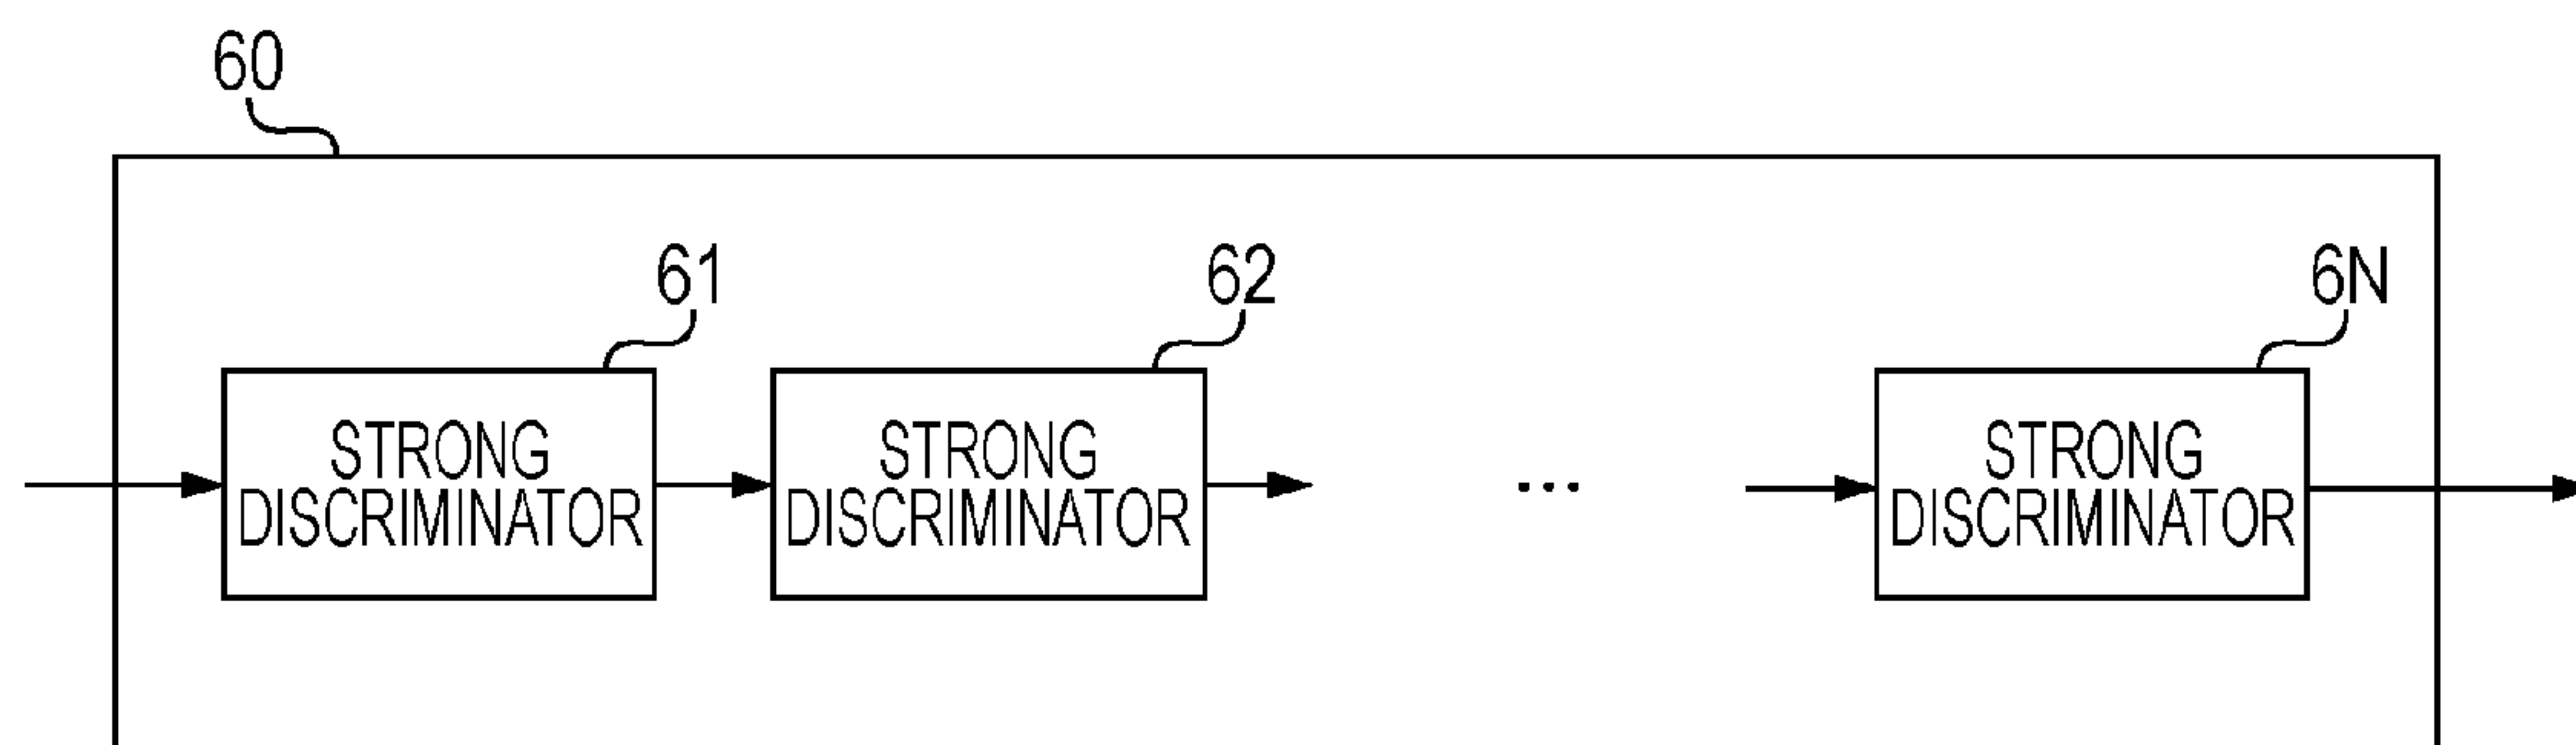 60
61
62
6N
STRONG
DISCRIMINATOR
STRONG
DISCRIMINATOR
...
STRONG
DISCRIMINATOR